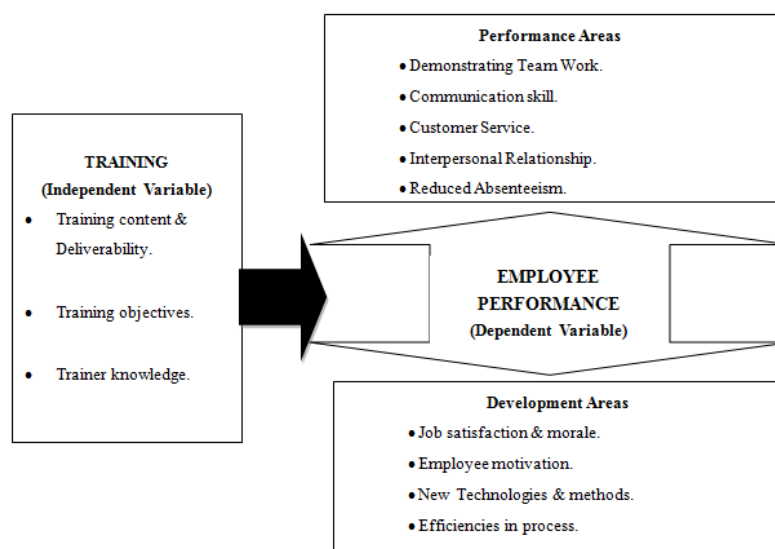 Performance Areas
• Demonstrating Team Work.
• Communication skill.
• Customer Service.
• Interpersonal Relationship.
• Reduced Absenteeism.
TRAINING
(Independent Variable)
• Training content &
Deliverability.
• Training objectives.
• Trainer knowledge.
EMPLOYEE
PERFORMANCE
(Dependent Variable)
Development Areas
• Job satisfaction & morale.
• Employee motivation.
• New Technologies & methods.
• Efficiencies in process.